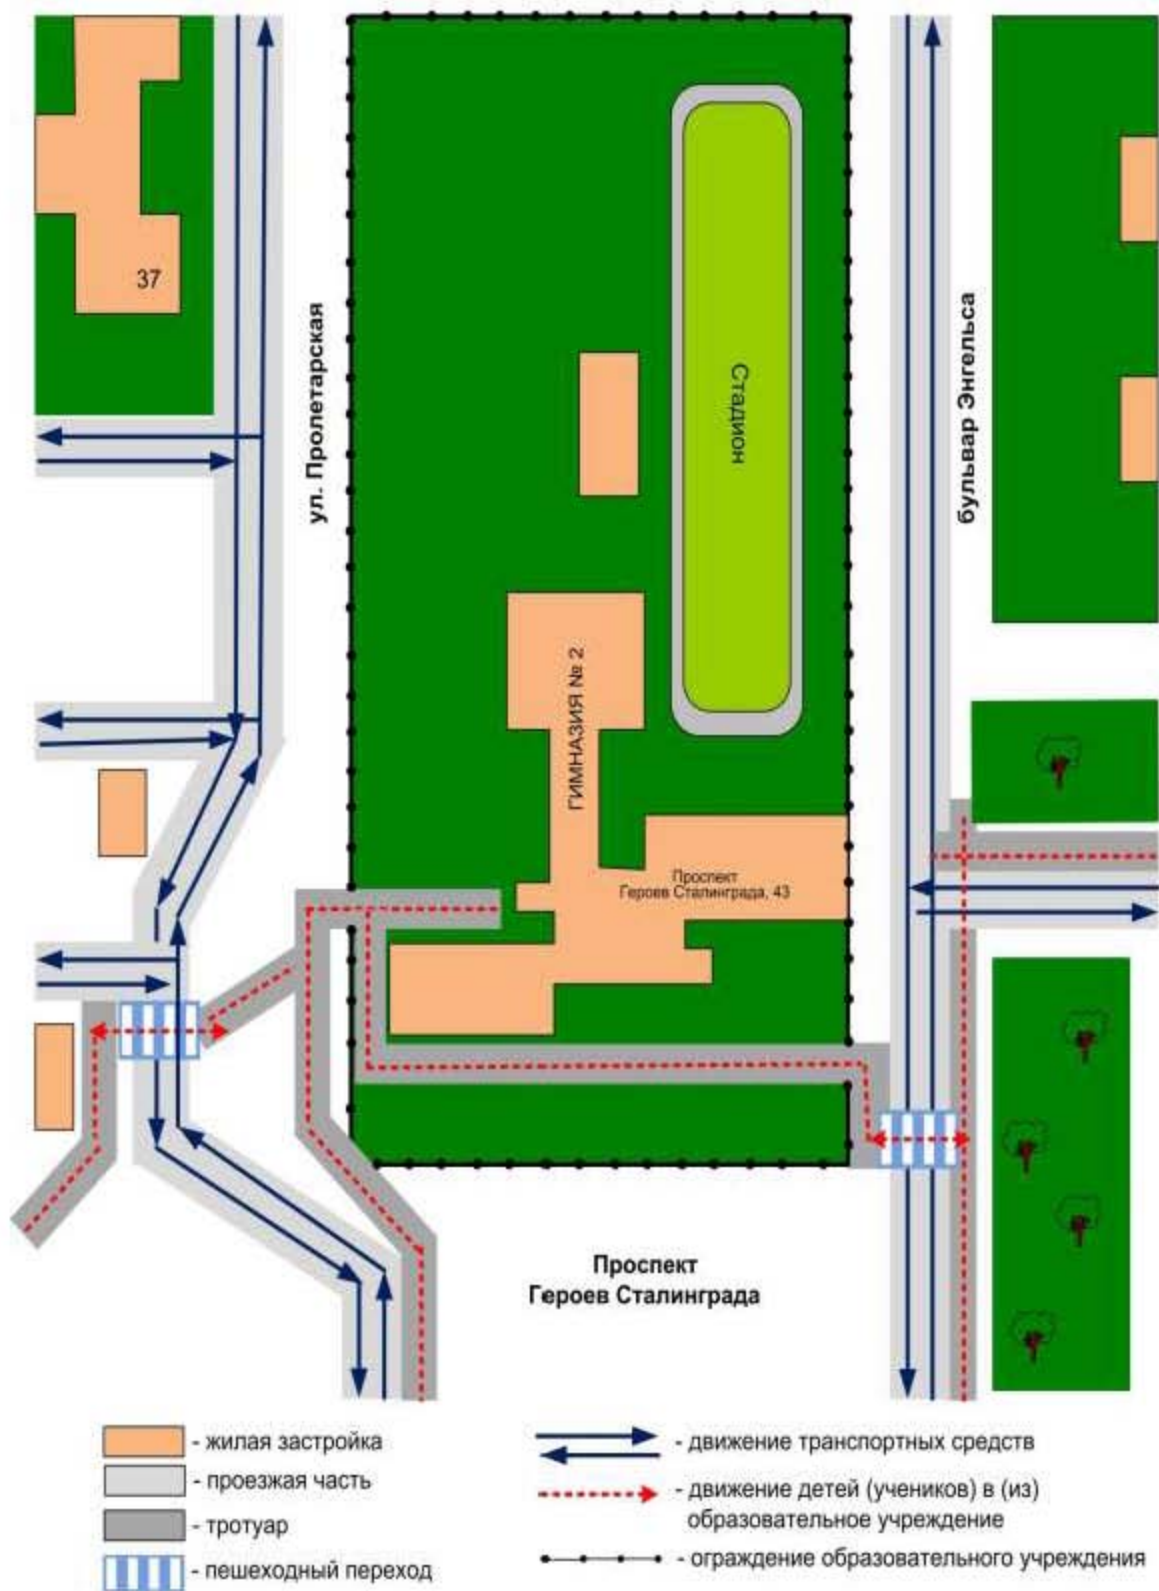 37
ул. Пролетарская
Стадион
бульвар Энгельса
ГИМНАЗИЯ № 2
Проспект
Героев Сталинграда, 43
Проспект
Героев Сталинграда
- жилая застройка
- проезжая часть
- тротуар
- пешеходный переход
- движение транспортных средств
- движение детей (учеников) в (из)
образовательное учреждение
- ограждение образовательного учреждения